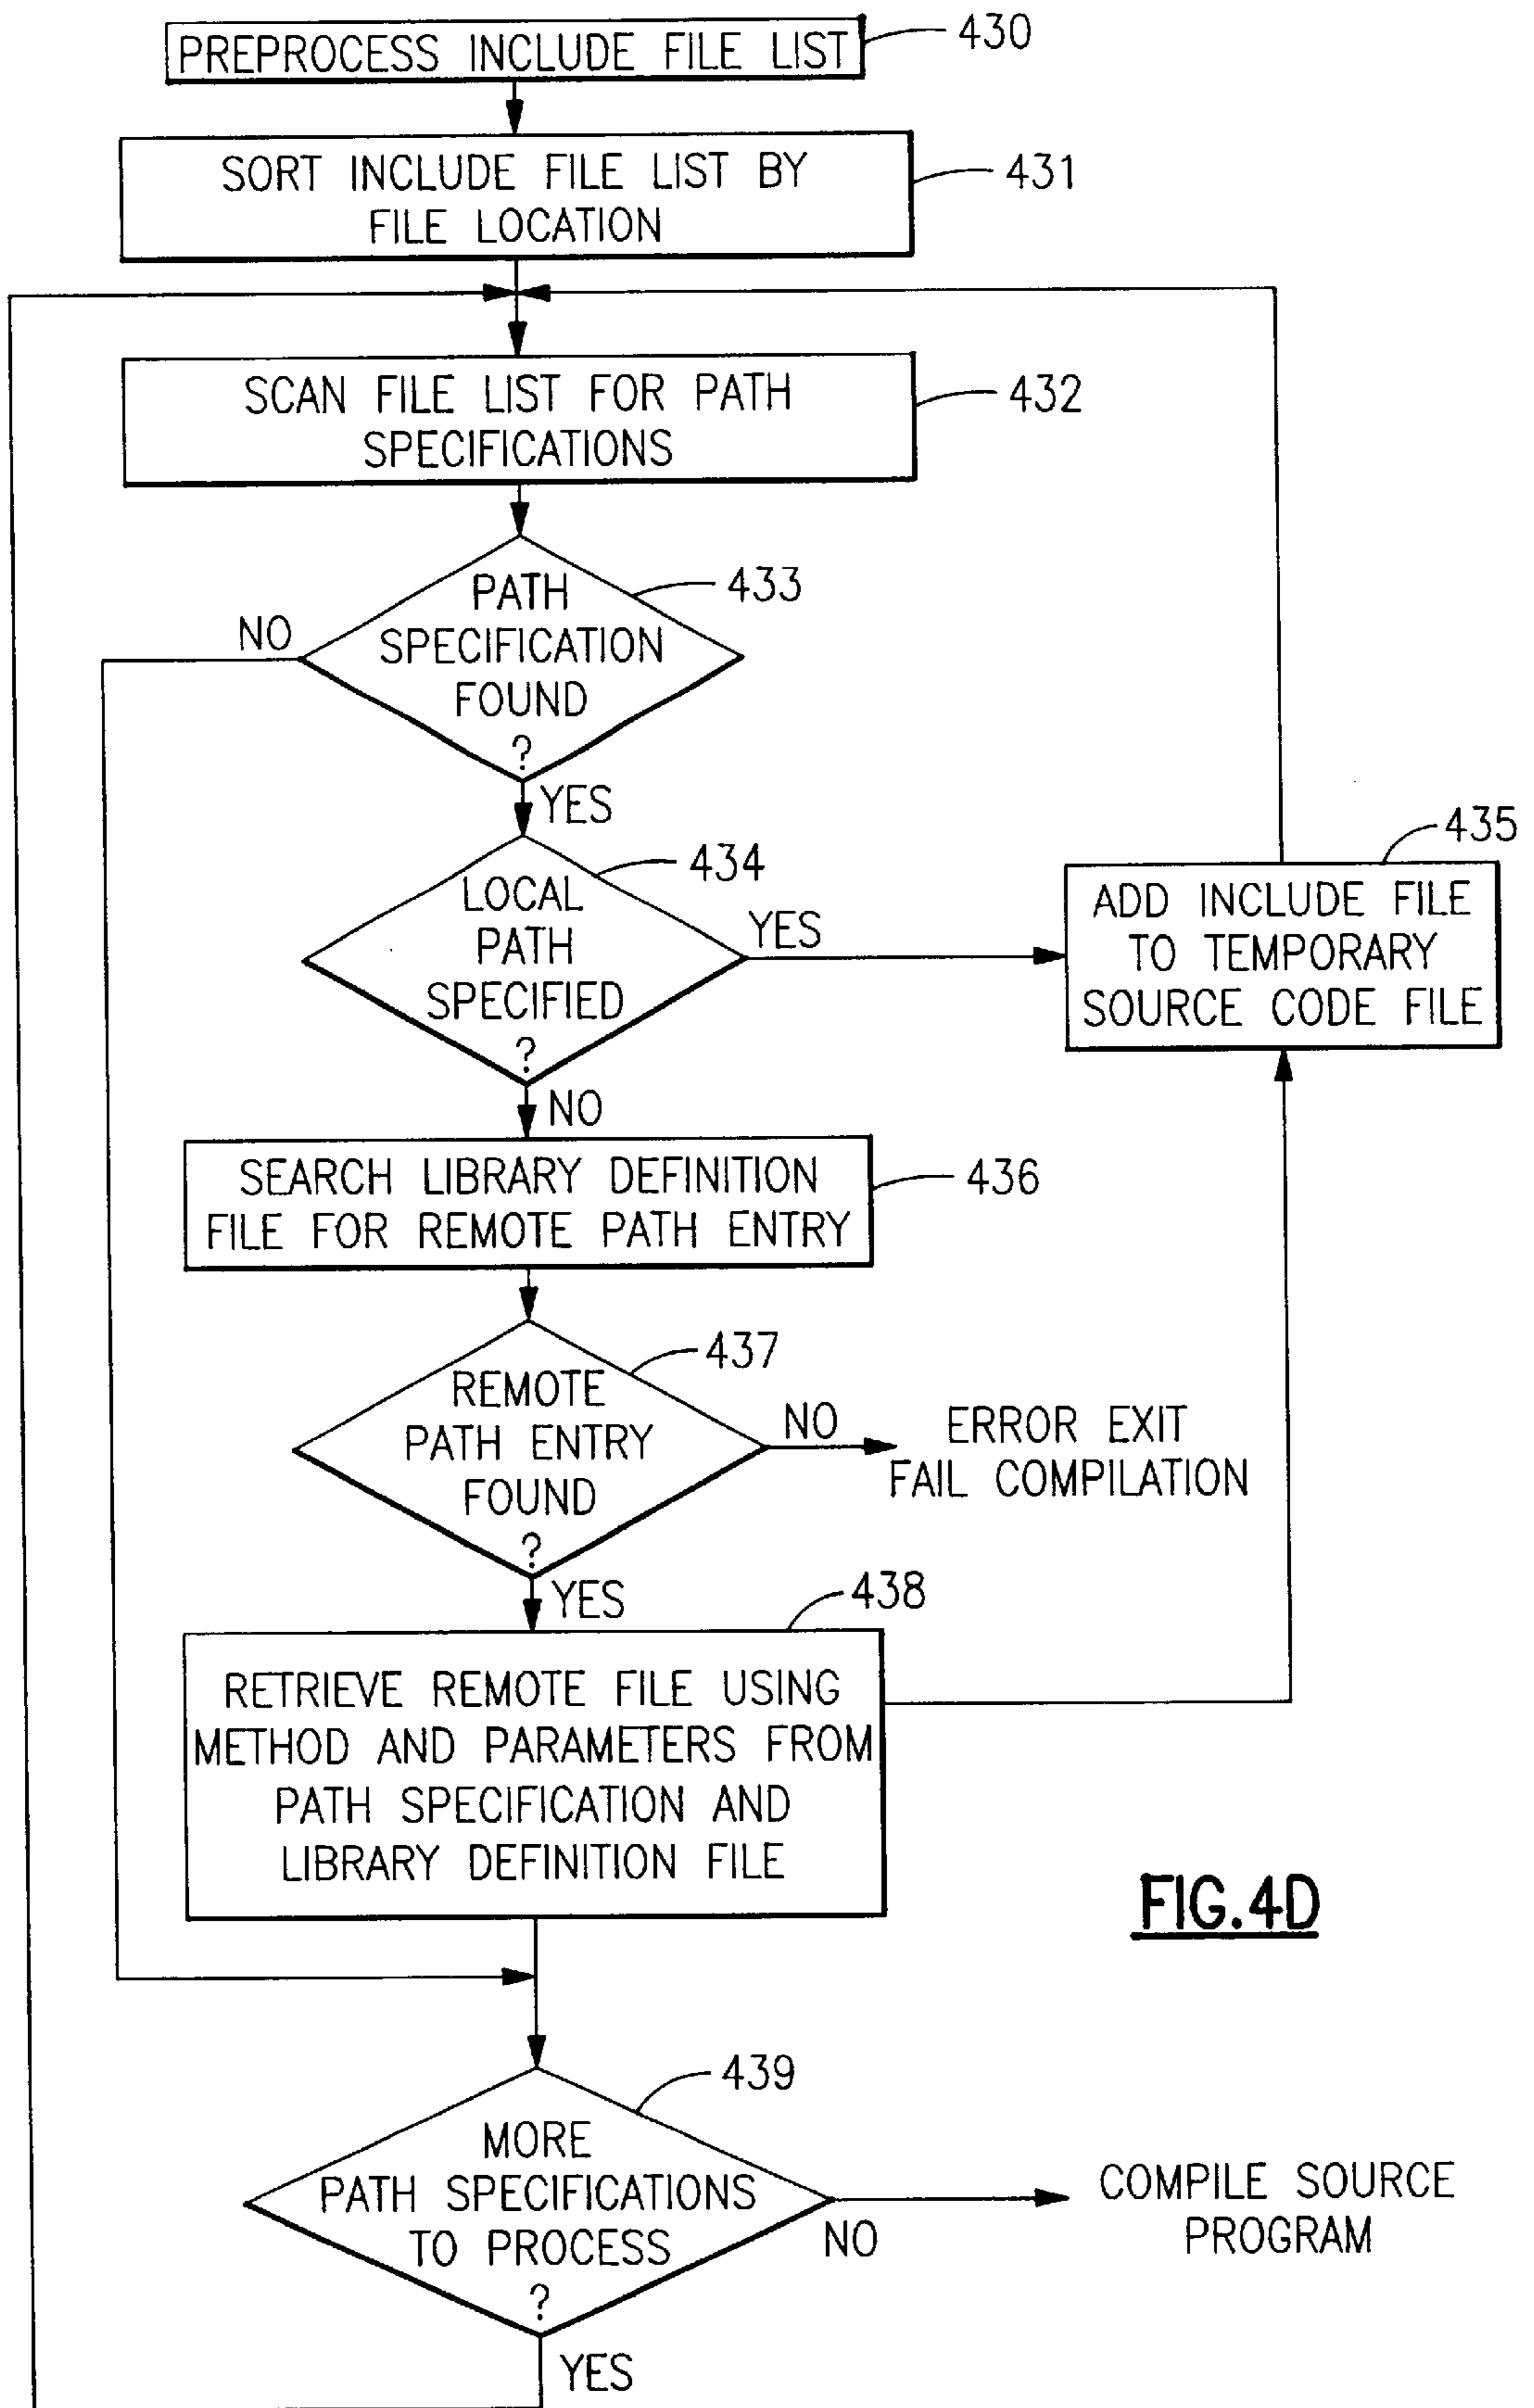 PREPROCESS INCLUDE FILE LIST
430
SORT INCLUDE FILE LIST BY
FILE LOCATION
431
SCAN FILE LIST FOR PATH
SPECIFICATIONS
432
PATH
SPECIFICATION
FOUND
?
433
NO
YES
LOCAL
PATH
SPECIFIED
?
434
YES
NO
435
ADD INCLUDE FILE
TO TEMPORARY
SOURCE CODE FILE
SEARCH LIBRARY DEFINITION
FILE FOR REMOTE PATH ENTRY
436
REMOTE
PATH ENTRY
FOUND
?
437
NO
ERROR EXIT
FAIL COMPILATION
YES
438
RETRIEVE REMOTE FILE USING
METHOD AND PARAMETERS FROM
PATH SPECIFICATION AND
LIBRARY DEFINITION FILE
FIG.4D
439
MORE
PATH SPECIFICATIONS
TO PROCESS
?
NO
COMPILE SOURCE
PROGRAM
YES